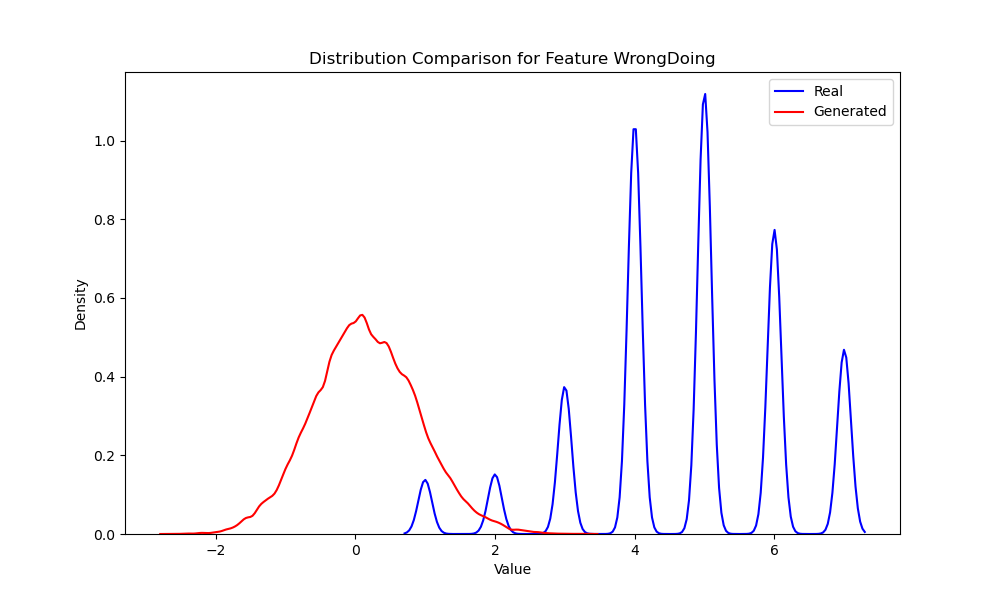 Distribution Comparison for Feature WrongDoing
Real
Generated
Density
1.0
0.8
0.6
0.4
0.2
0.0
−2
0
2
4
6
Value